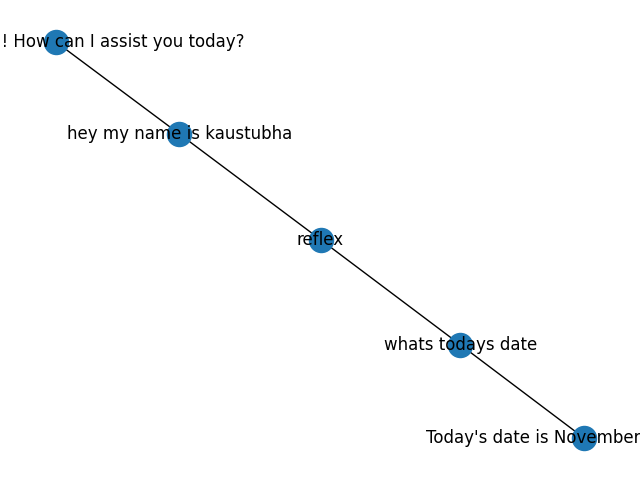 ! How can I assist you today?
hey my name is kaustubha
reflex
whats todays date
Today's date is November